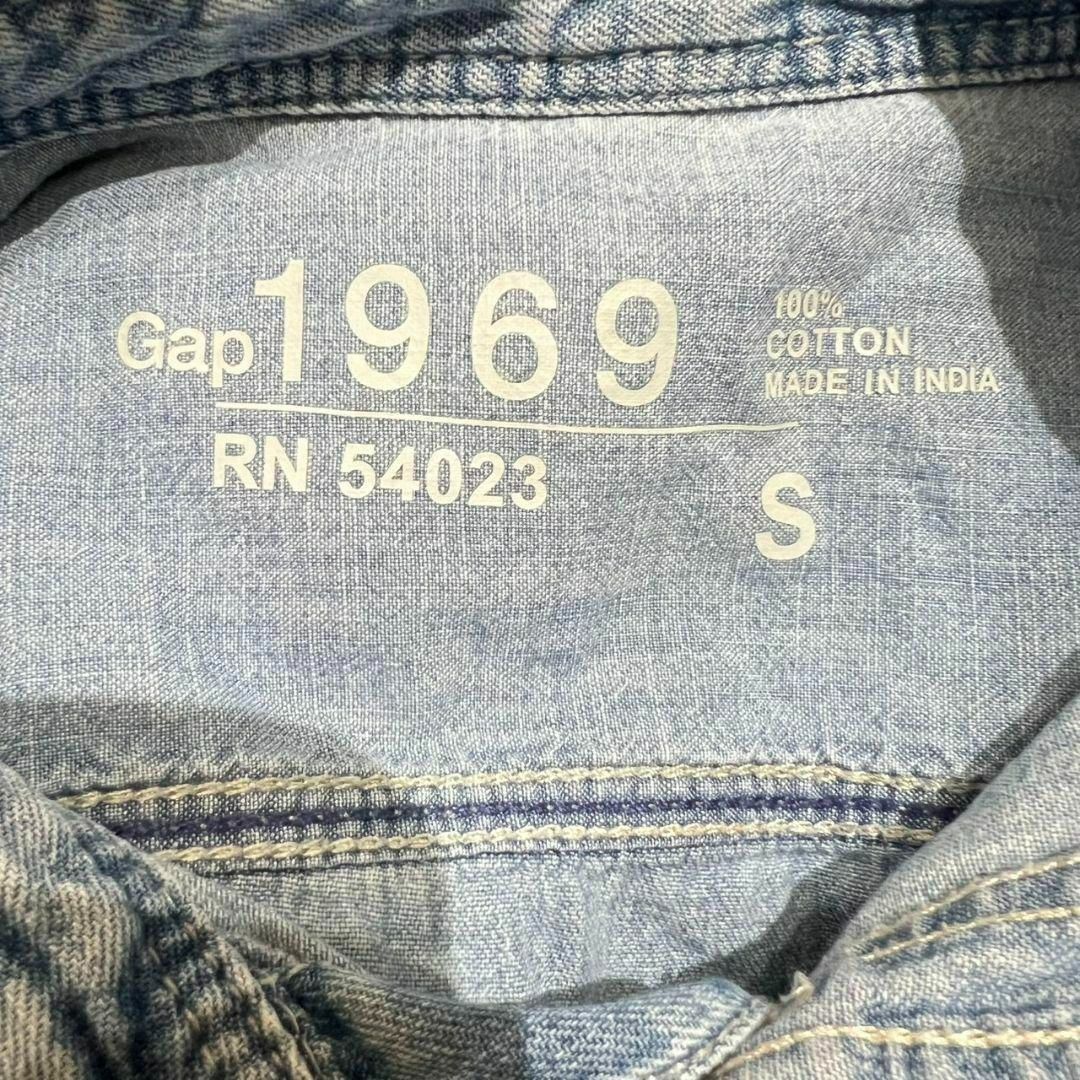 Gap 1969
100%
COTTON
MADE IN INDIA
RN 54023
S